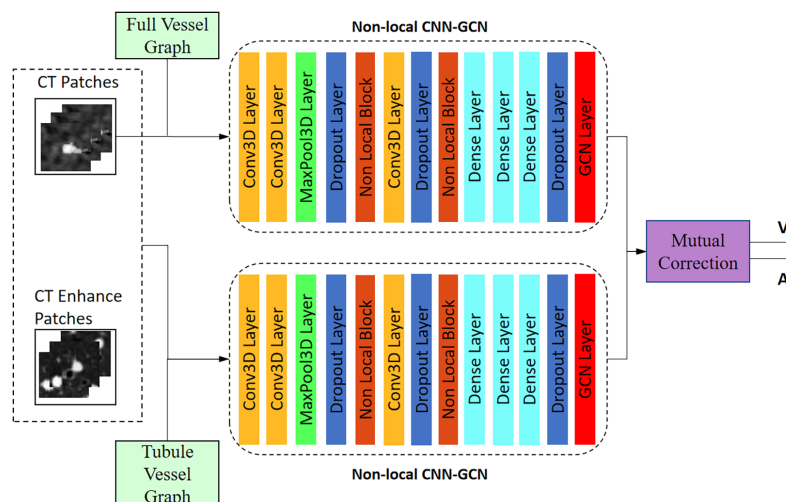 Full Vessel
Graph
Non-local CNN-GCN
CT Patches
Conv3D Layer
Conv3D Layer
MaxPool3D Layer
Dropout Layer
Non Local Block
Conv3D Layer
Dropout Layer
Non Local Block
Dense Layer
Dense Layer
Dense Layer
Dropout Layer
GCN Layer
Mutual
Correction
V
A
CT Enhance
Patches
Conv3D Layer
Conv3D Layer
MaxPool3D Layer
Dropout Layer
Non Local Block
Conv3D Layer
Dropout Layer
Non Local Block
Dense Layer
Dense Layer
Dense Layer
Dropout Layer
GCN Layer
Tubule
Vessel
Graph
Non-local CNN-GCN